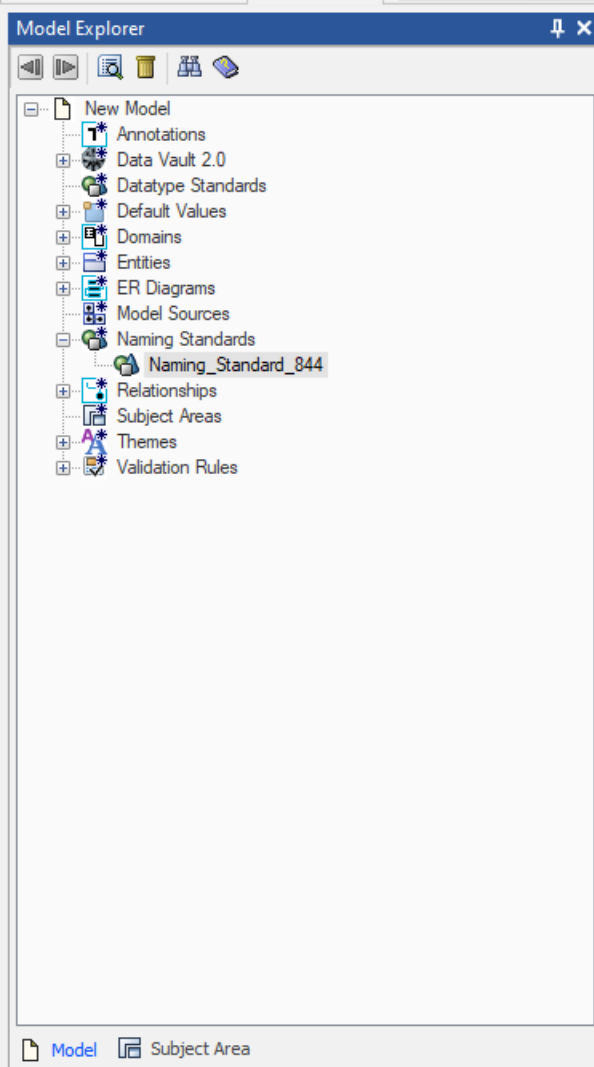 Model Explorer
New Model
Annotations
Data Vault 2.0
Datatype Standards
Default Values
Domains
Entities
ER Diagrams
Model Sources
Naming Standards
Naming_Standard_844
Relationships
Subject Areas
Themes
Validation Rules
Model Subject Area